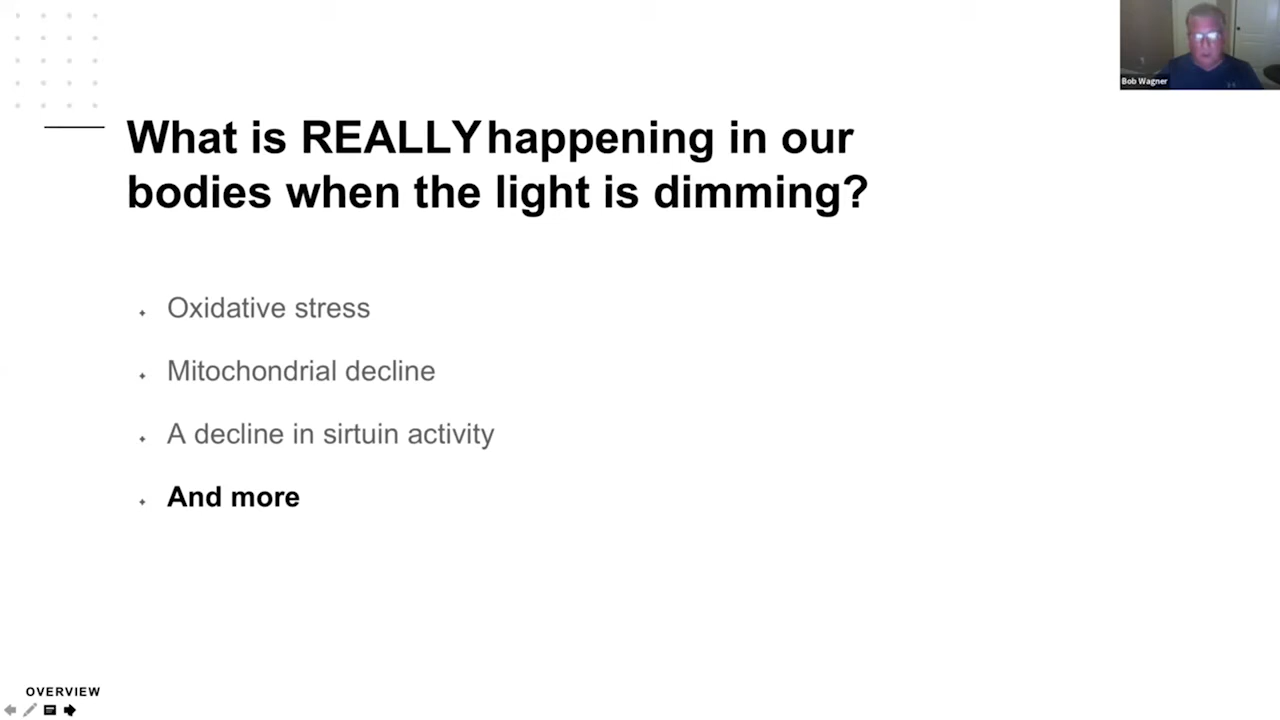 Bob Wagner
What is REALLY happening in our
bodies when the light is dimming?
Oxidative stress
Mitochondrial decline
A decline in sirtuin activity
And more
OVERVIEW